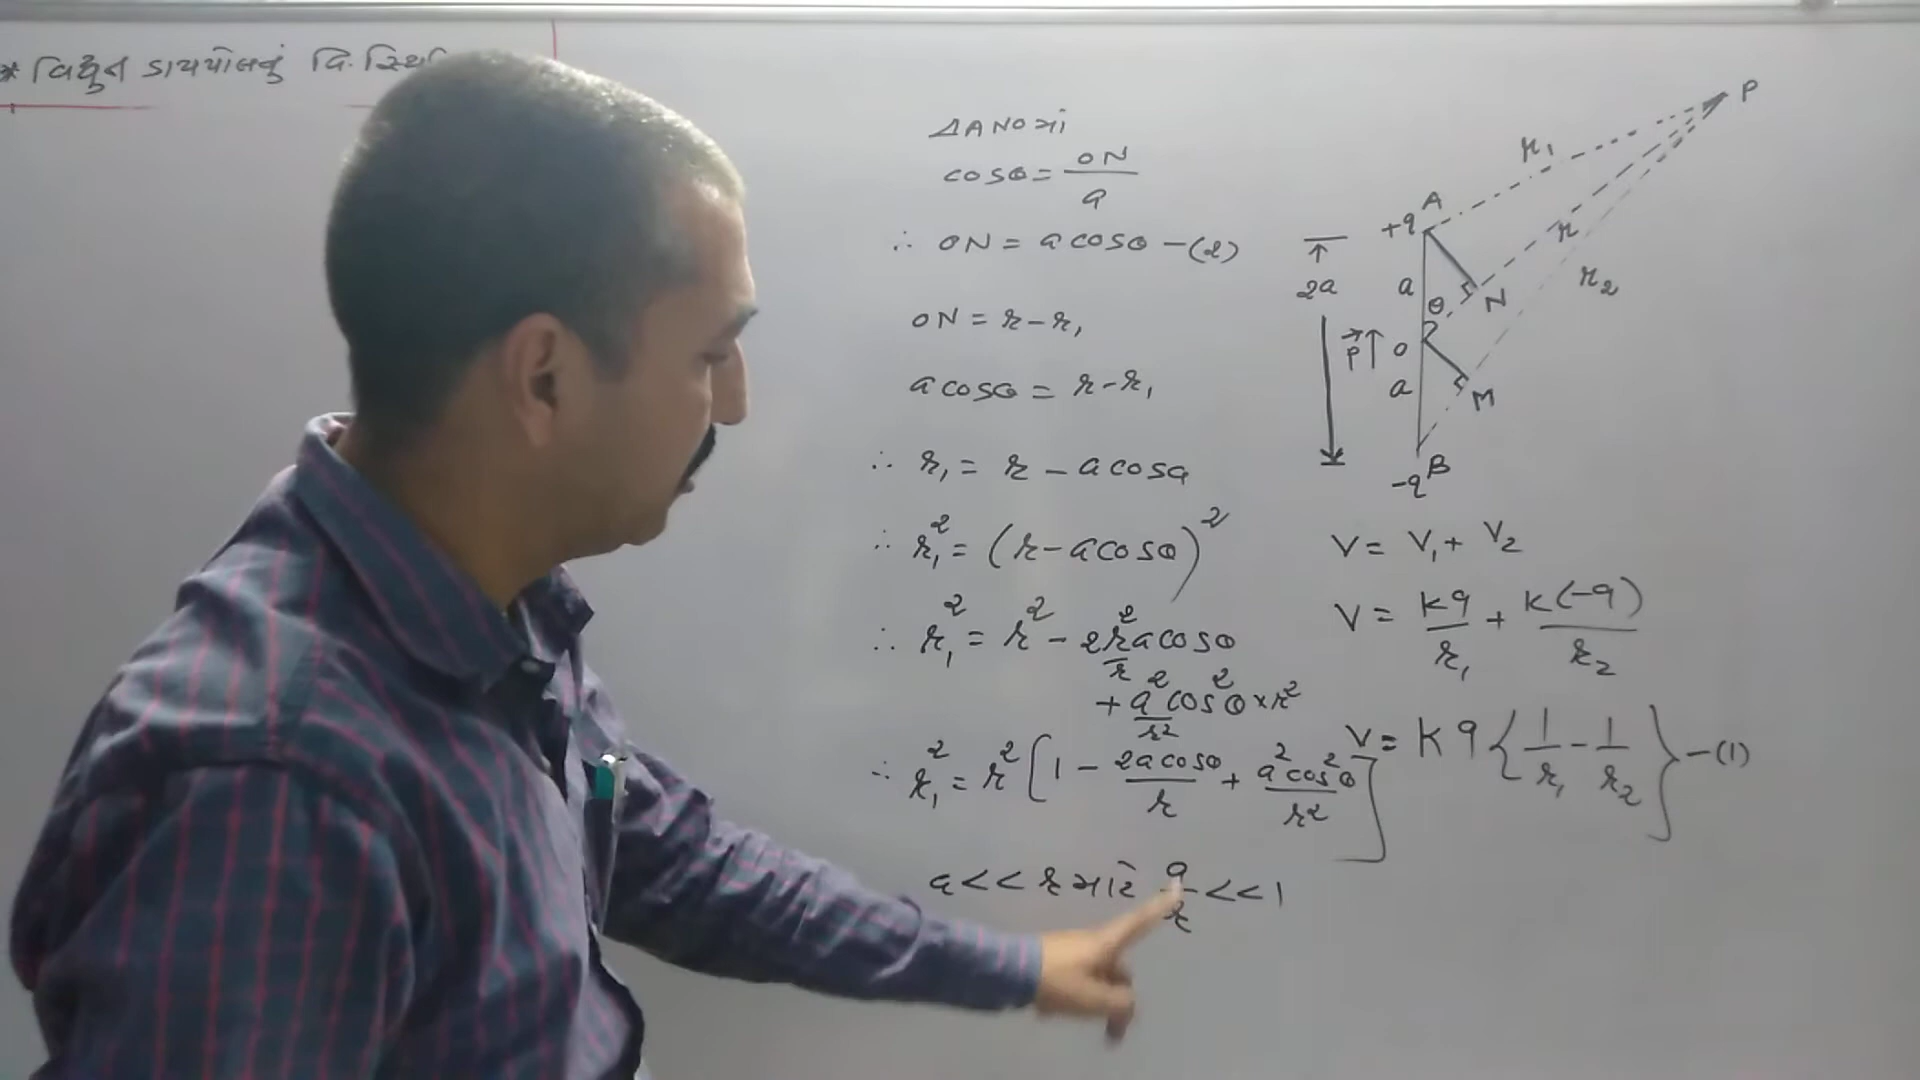 * વિદ્યુત ડાયપોલનું વિ. સ્થિ
ΔANO માં
cosθ = ON/a
∴ ON = a cosθ - (2)
ON = r - r₁
a cosθ = r - r₁
∴ r₁ = r - a cosa
∴ r₁² = (r - a cosθ)²
∴ r₁² = r² - 2r²/r a cosθ
+ a²/r² cos²θ × r²
∴ r₁² = r² [1 - 2a cosθ/r + a² cos²θ/r²]
a << r માટે a/r << 1
P
r₁
A
+q
r
r₂
2a
a
θ
N
p⃗ ↑
o
a
M
B
-q
V = V₁ + V₂
V = kq/r₁ + k(-q)/r₂
V = kq {1/r₁ - 1/r₂} - (1)